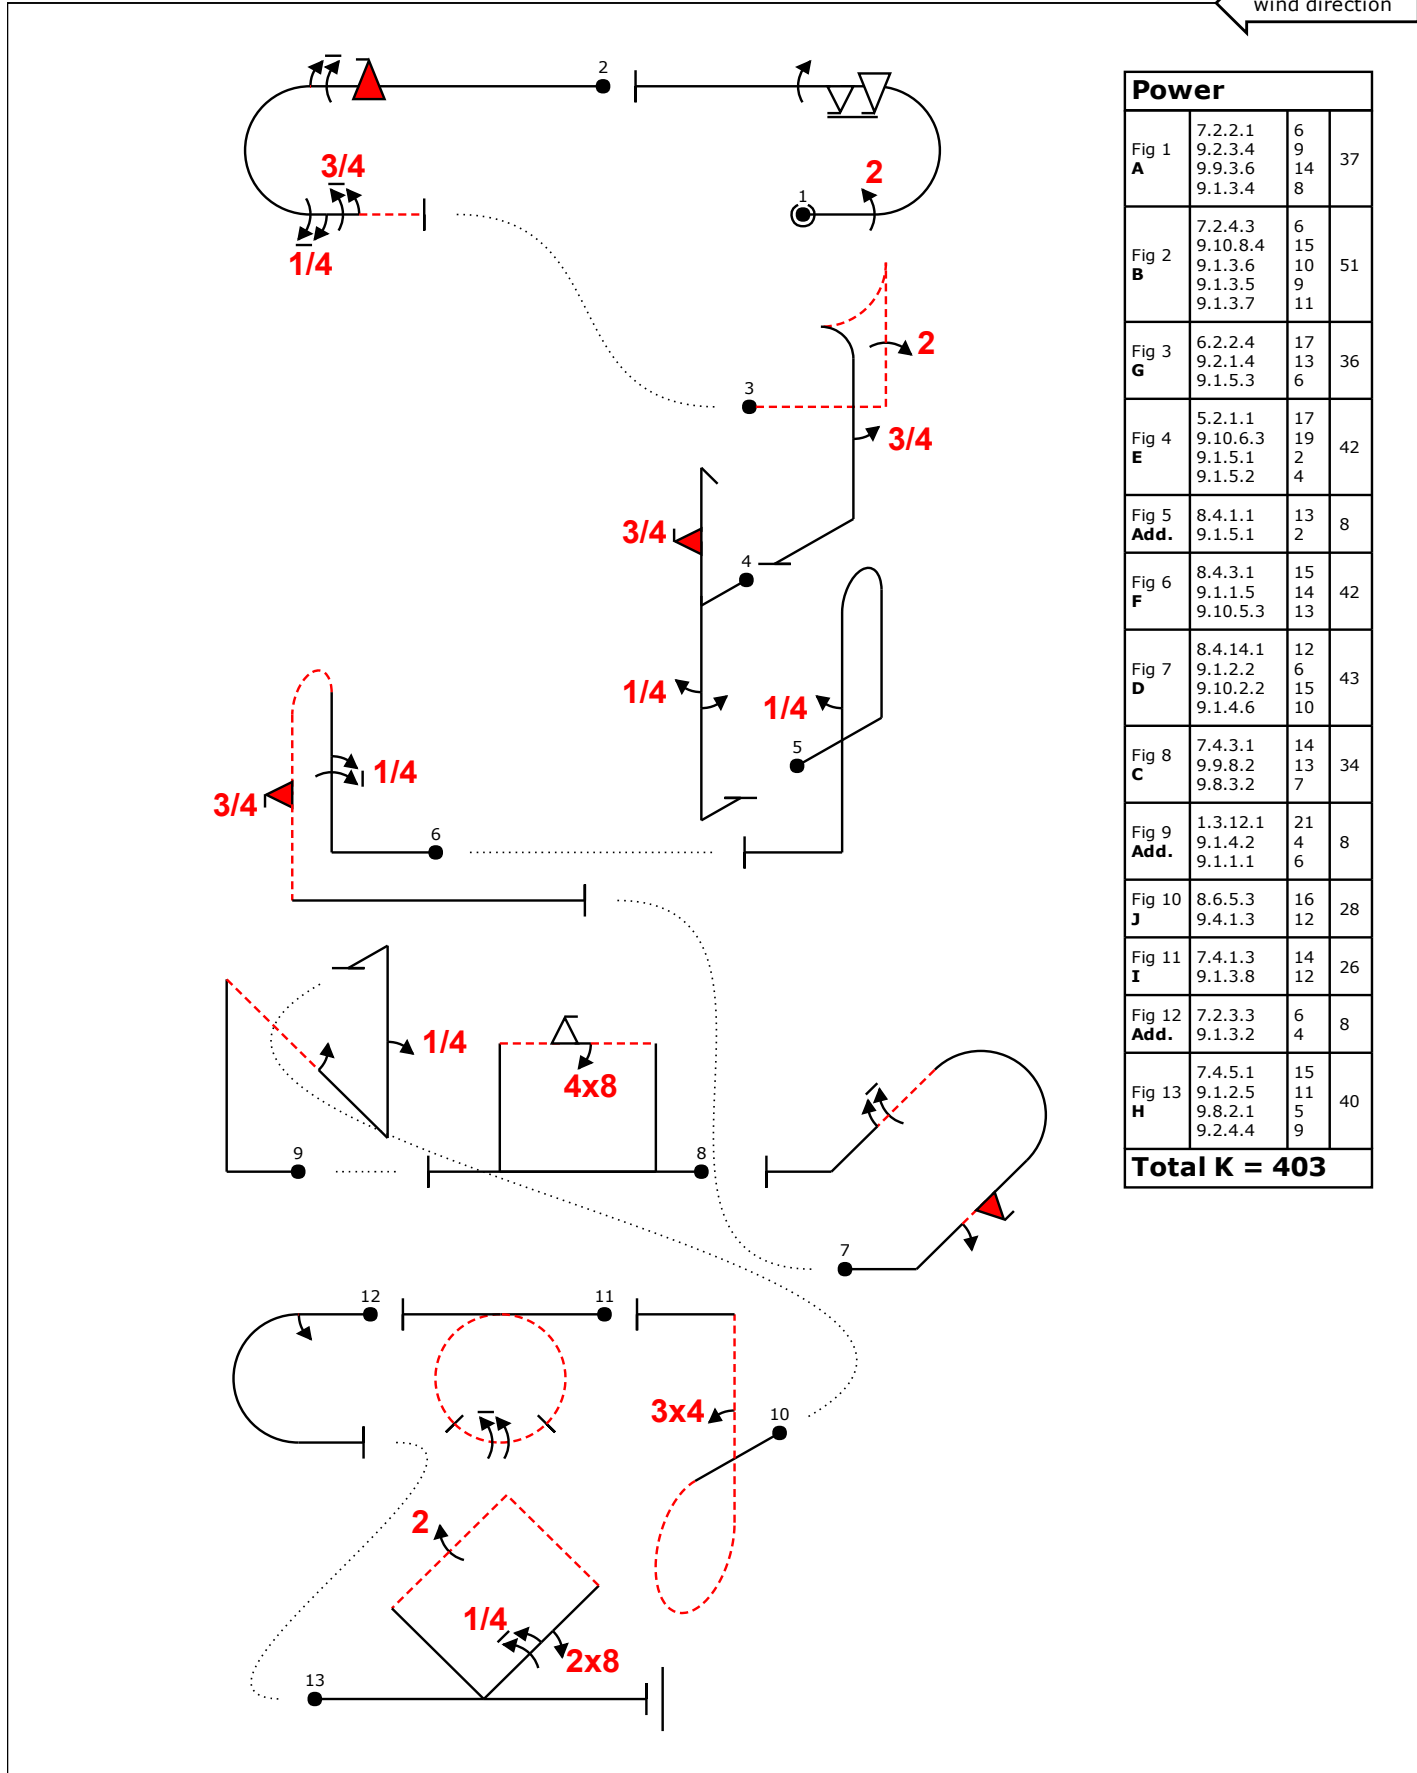 wind direction
2
3/4
1
2
1/4
2
3
3/4
3/4
4
1/4
1/4
5
1/4
3/4
6
1/4
4x8
9
8
7
12
11
3x4
10
2
1/4
2x8
13
Power
Fig 1 A 7.2.2.1 6 37
9.2.3.4 9
9.9.3.6 14
9.1.3.4 8
Fig 2 B 7.2.4.3 6 51
9.10.8.4 15
9.1.3.6 10
9.1.3.5 9
9.1.3.7 11
Fig 3 G 6.2.2.4 17 36
9.2.1.4 13
9.1.5.3 6
Fig 4 E 5.2.1.1 17 42
9.10.6.3 19
9.1.5.1 2
9.1.5.2 4
Fig 5 Add. 8.4.1.1 13 8
9.1.5.1 2
Fig 6 F 8.4.3.1 15 42
9.1.1.5 14
9.10.5.3 13
Fig 7 D 8.4.14.1 12 43
9.1.2.2 6
9.10.2.2 15
9.1.4.6 10
Fig 8 C 7.4.3.1 14 34
9.9.8.2 13
9.8.3.2 7
Fig 9 Add. 1.3.12.1 21 8
9.1.4.2 4
9.1.1.1 6
Fig 10 J 8.6.5.3 16 28
9.4.1.3 12
Fig 11 I 7.4.1.3 14 26
9.1.3.8 12
Fig 12 Add. 7.2.3.3 6 8
9.1.3.2 4
Fig 13 H 7.4.5.1 15 40
9.1.2.5 11
9.8.2.1 5
9.2.4.4 9
Total K = 403